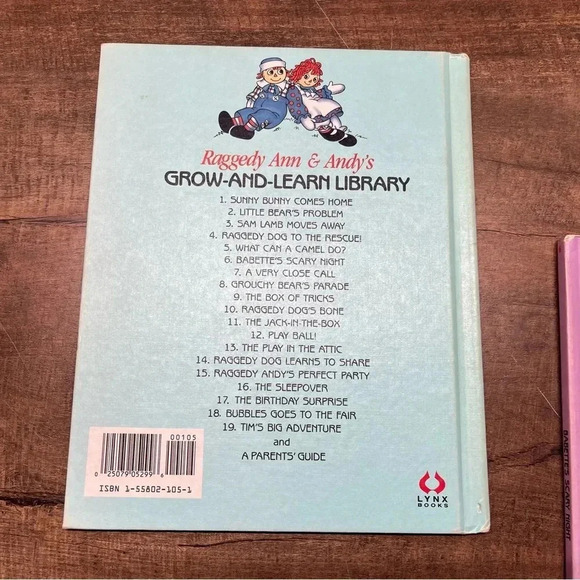 Raggedy Ann & Andy's
GROW-AND-LEARN LIBRARY
1. SUNNY BUNNY COMES HOME
2. LITTLE BEAR'S PROBLEM
3. SAM LAMB MOVES AWAY
4. RAGGEDY DOG TO THE RESCUE!
5. WHAT CAN A CAMEL DO?
6. BABETTE'S SCARY NIGHT
7. A VERY CLOSE CALL
8. GROUCHY BEAR'S PARADE
9. THE BOX OF TRICKS
10. RAGGEDY DOG'S BONE
11. THE JACK-IN-THE-BOX
12. PLAY BALL!
13. THE PLAY IN THE ATTIC
14. RAGGEDY DOG LEARNS TO SHARE
15. RAGGEDY ANDY'S PERFECT PARTY
16. THE SLEEPOVER
17. THE BIRTHDAY SURPRISE
18. BUBBLES GOES TO THE FAIR
19. TIM'S BIG ADVENTURE
and
A PARENTS' GUIDE
00105
0 25079 05299 6
ISBN 1-55802-105-1
LYNX
BOOKS
BABETTE'S SCARY NIGHT